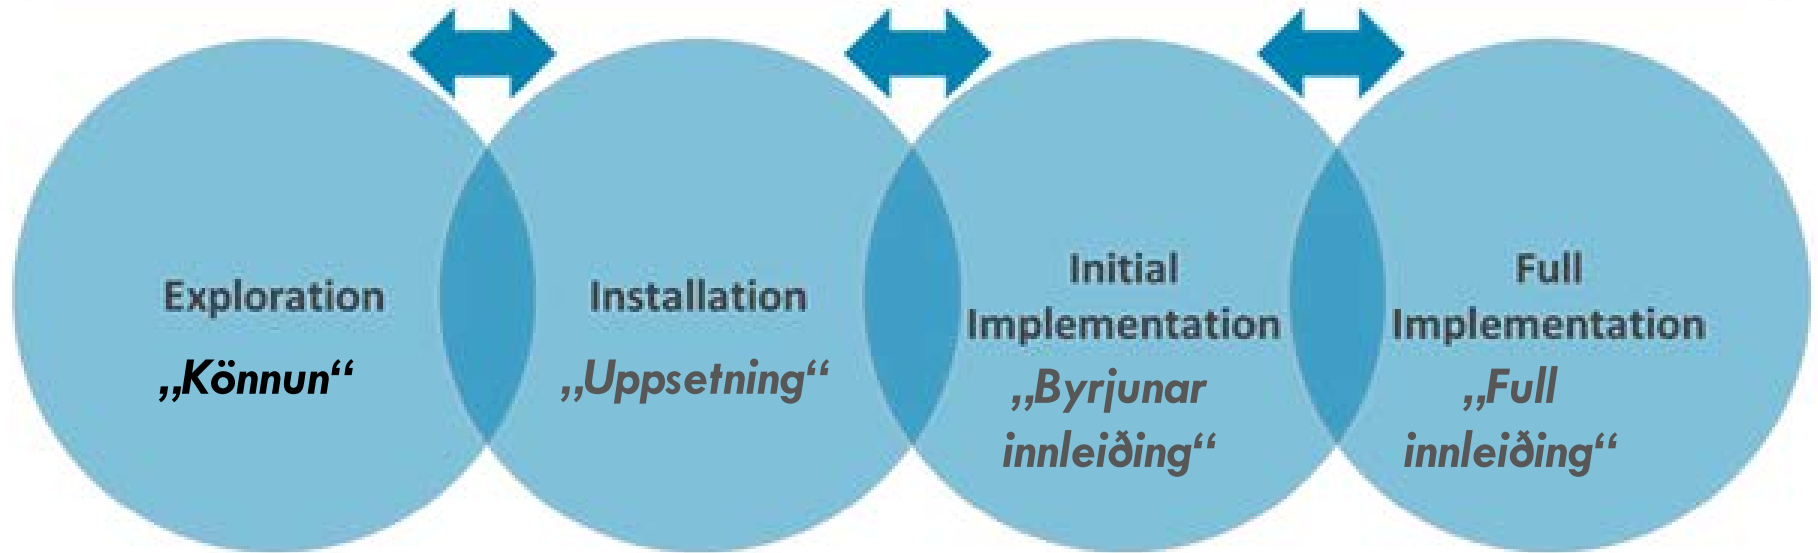 Exploration
„Könnun“
Installation
„Uppsetning“
Initial
Implementation
„Byrjunar
innleiðing“
Full
Implementation
„Full
innleiðing“